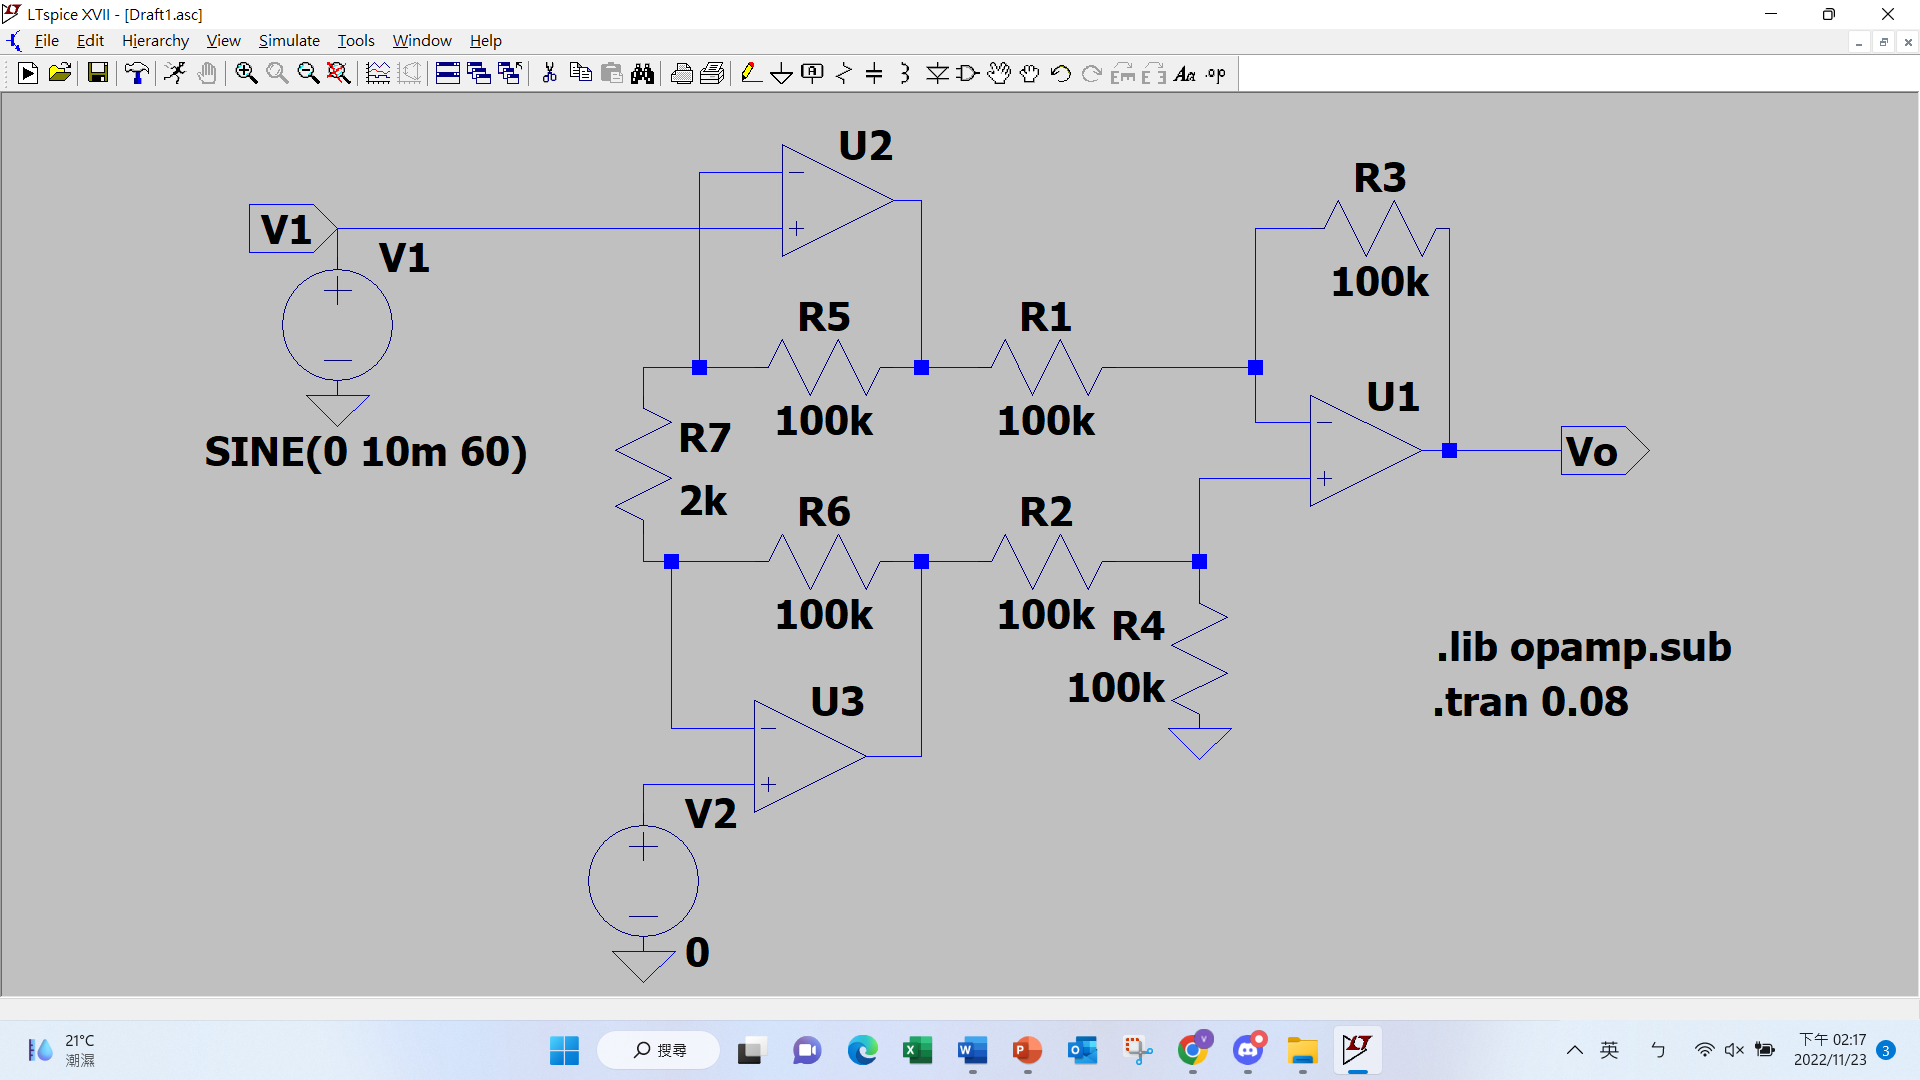 LTspice XVII - [Draft1.asc]
File Edit Hierarchy View Simulate Tools Window Help
A
Aa .op
U2
R3
V1
V1
100k
R5
R1
U1
100k
100k
R7
Vo
SINE(0 10m 60)
2k
R6
R2
100k
100k
R4
.lib opamp.sub
100k
U3
.tran 0.08
V2
0
21°C
潮濕
搜尋
英
ㄅ
下午 02:17
2022/11/23
3